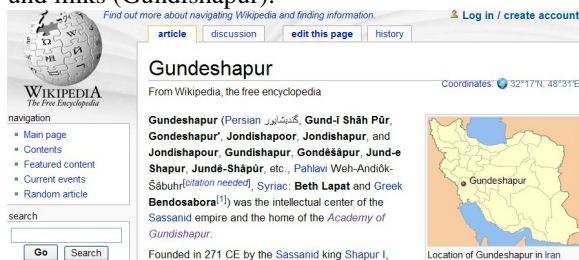 and links (Gundishapur).
Find out more about navigating Wikipedia and finding information.
Log in / create account
article
discussion
edit this page
history
WIKIPEDIA
The Free Encyclopedia
navigation
Main page
Contents
Featured content
Current events
Random article
search
Go
Search
Gundeshapur
From Wikipedia, the free encyclopedia
Coordinates: 32°17′N, 48°31′E
Gundeshapur (Persian گندیشاپور, Gund-ī Shāh Pūr,
Gondeshapur', Jondishapoor, Jondishapur, and
Jondishapour, Gundishapur, Gondêšâpur, Jund-e
Shapur, Jundê-Shâpûr, etc., Pahlavi Weh-Andiôk-
Šâbuhr[citation needed], Syriac: Beth Lapat and Greek
Bendosabora[1]) was the intellectual center of the
Sassanid empire and the home of the Academy of
Gundishapur.
Founded in 271 CE by the Sassanid king Shapur I,
Gundeshapur
Location of Gundeshapur in Iran